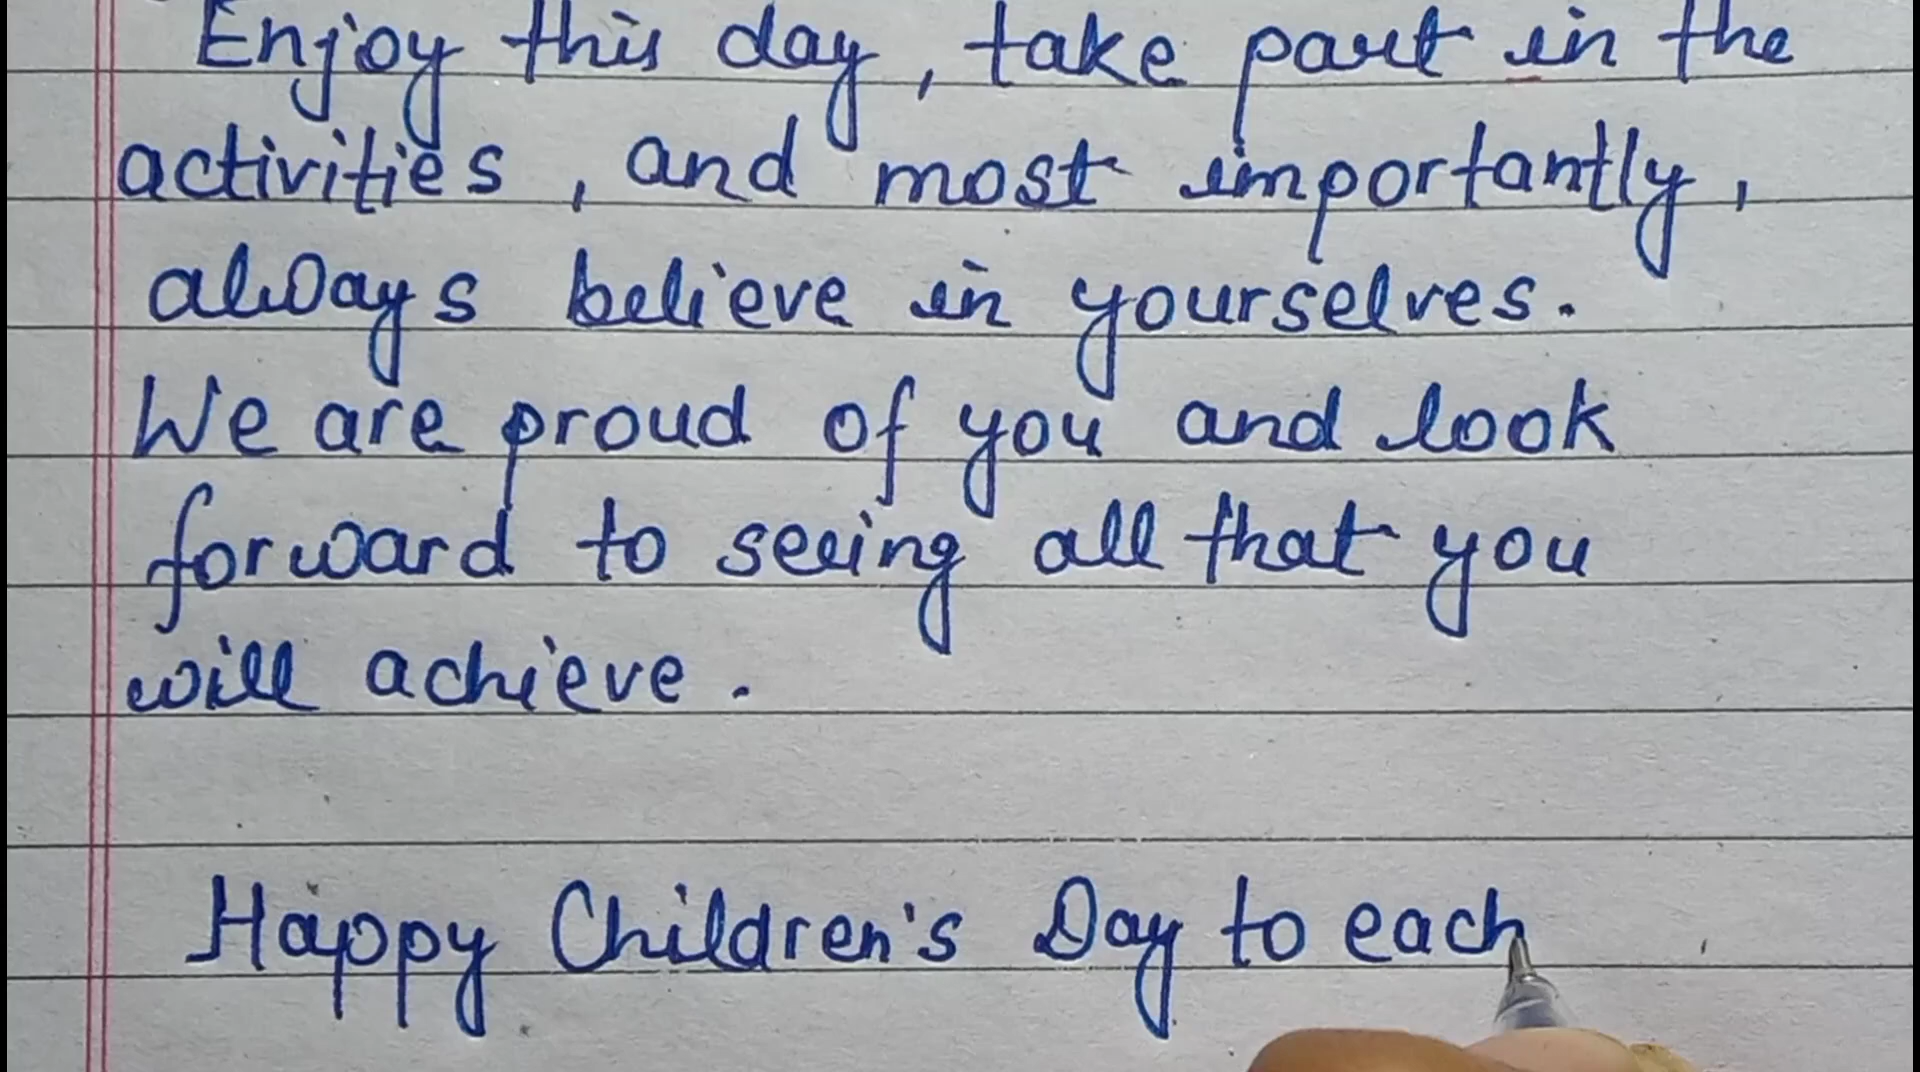 Enjoy this day, take part in the
activities, and most importantly,
always believe in yourselves.
We are proud of you and look
forward to seeing all that you
will achieve.
Happy Children's Day to each